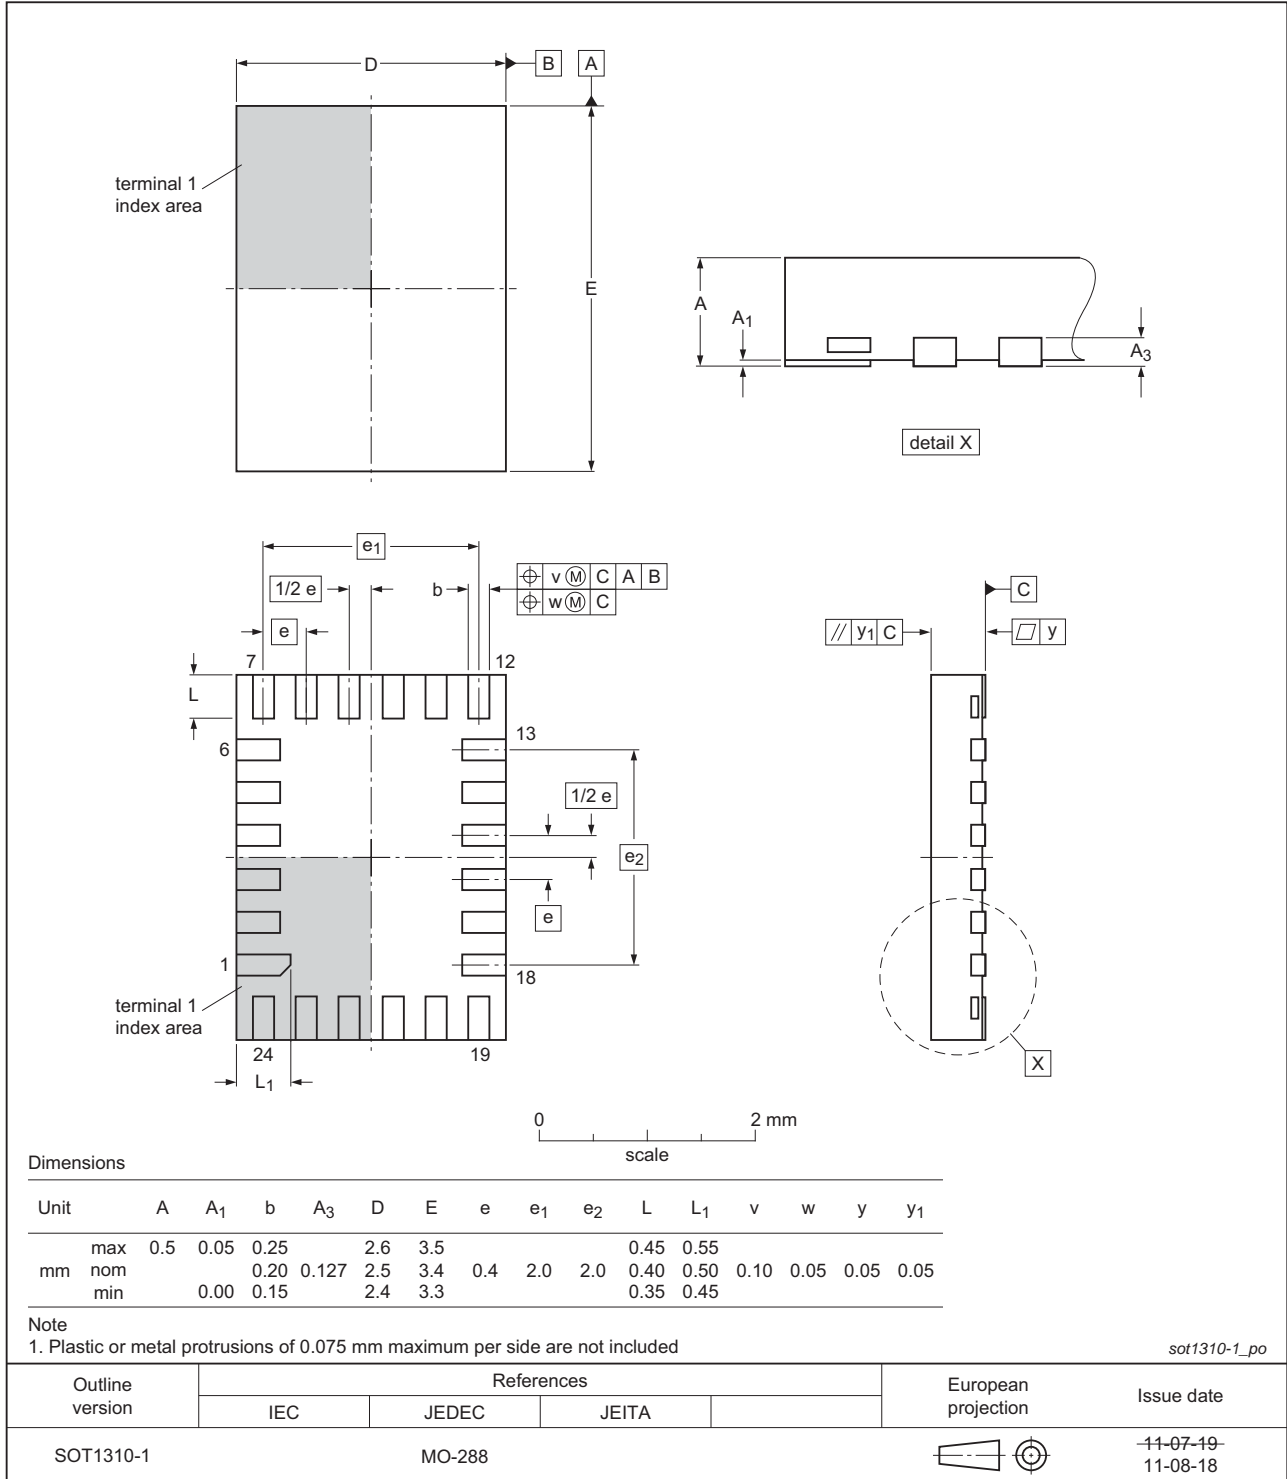 D
B
A
terminal 1
index area
E
A
A1
A3
detail X
e1
1/2 e
b
v Ⓜ C A B
w Ⓜ C
e
C
// y1 C
y
7
12
L
6
13
1/2 e
e2
e
1
18
terminal 1
index area
24
19
L1
X
0
2 mm
scale
Dimensions
Unit A A1 b A3 D E e e1 e2 L L1 v w y y1
max 0.5 0.05 0.25 2.6 3.5 0.45 0.55
mm nom 0.20 0.127 2.5 3.4 0.4 2.0 2.0 0.40 0.50 0.10 0.05 0.05 0.05
min 0.00 0.15 2.4 3.3 0.35 0.45
Note
1. Plastic or metal protrusions of 0.075 mm maximum per side are not included
sot1310-1_po
Outline
version
References
IEC JEDEC JEITA
European
projection
Issue date
SOT1310-1
MO-288
11-07-19
11-08-18